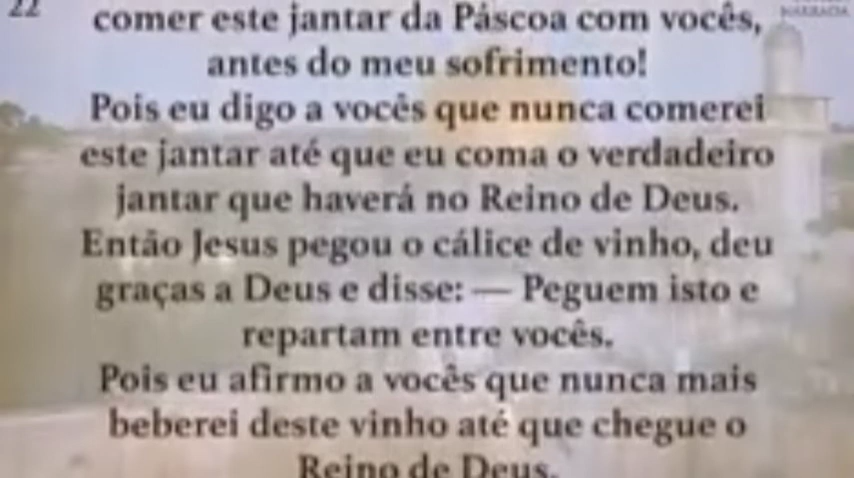 22
comer este jantar da Páscoa com vocês,
antes do meu sofrimento!
Pois eu digo a vocês que nunca comerei
este jantar até que eu coma o verdadeiro
jantar que haverá no Reino de Deus.
Então Jesus pegou o cálice de vinho, deu
graças a Deus e disse: — Peguem isto e
repartam entre vocês.
Pois eu afirmo a vocês que nunca mais
beberei deste vinho até que chegue o
Reino de Deus.